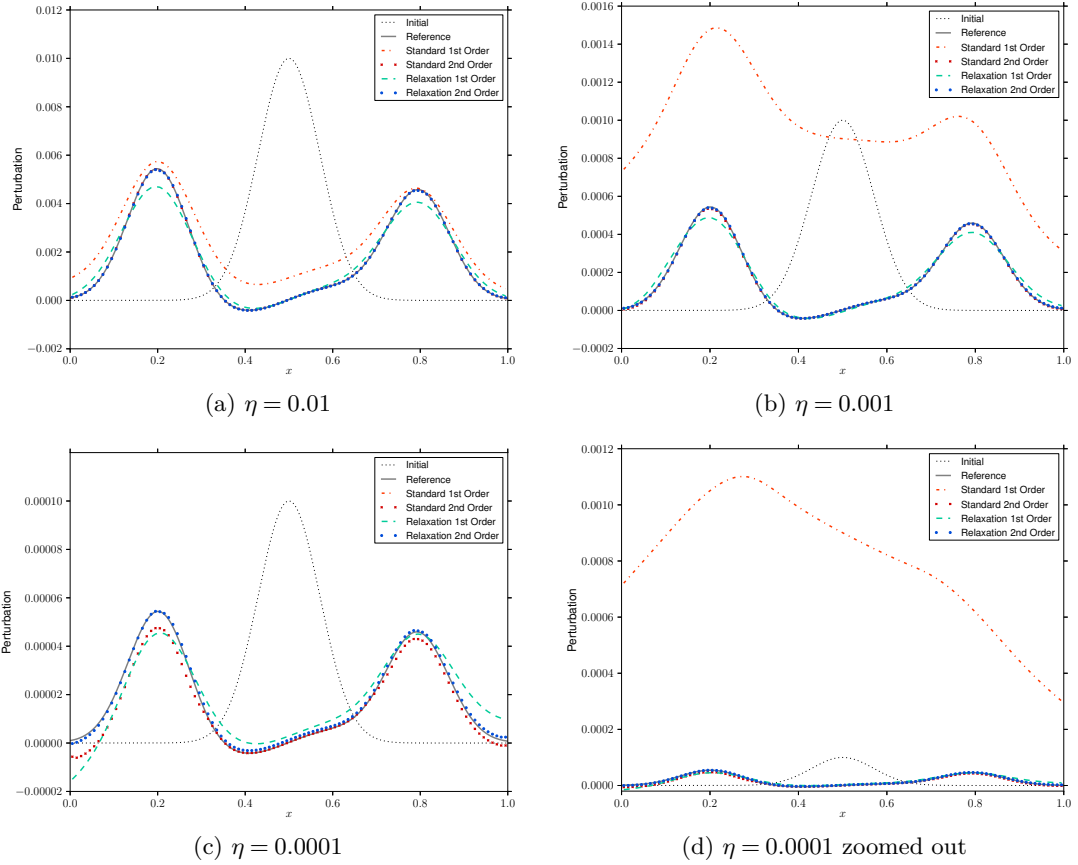 0.012
0.010
0.008
0.006
0.004
0.002
0.000
−0.002
Perturbation
0.0 0.2 0.4 0.6 0.8 1.0
x
Initial
Reference
Standard 1st Order
Standard 2nd Order
Relaxation 1st Order
Relaxation 2nd Order
(a) η = 0.01
0.0016
0.0014
0.0012
0.0010
0.0008
0.0006
0.0004
0.0002
0.0000
−0.0002
Perturbation
0.0 0.2 0.4 0.6 0.8 1.0
x
Initial
Reference
Standard 1st Order
Standard 2nd Order
Relaxation 1st Order
Relaxation 2nd Order
(b) η = 0.001
0.00010
0.00008
0.00006
0.00004
0.00002
0.00000
−0.00002
Perturbation
0.0 0.2 0.4 0.6 0.8 1.0
x
Initial
Reference
Standard 1st Order
Standard 2nd Order
Relaxation 1st Order
Relaxation 2nd Order
(c) η = 0.0001
0.0012
0.0010
0.0008
0.0006
0.0004
0.0002
0.0000
Perturbation
0.0 0.2 0.4 0.6 0.8 1.0
x
Initial
Reference
Standard 1st Order
Standard 2nd Order
Relaxation 1st Order
Relaxation 2nd Order
(d) η = 0.0001 zoomed out